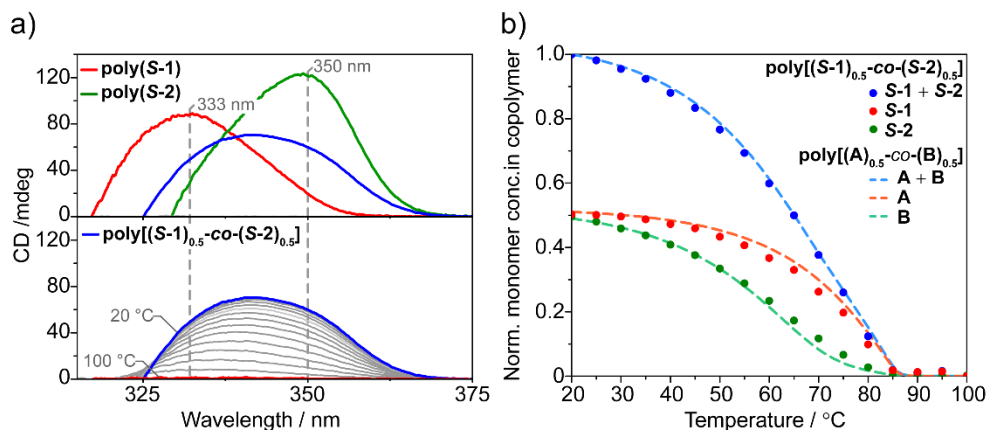 a)
poly(S-1)
poly(S-2)
333 nm
350 nm
120
80
40
0
CD /mdeg
poly[(S-1)0.5-co-(S-2)0.5]
20 °C
100 °C
120
80
40
0
325
350
375
Wavelength / nm
b)
Norm. monomer conc.in copolymer
1.0
0.8
0.6
0.4
0.2
0
poly[(S-1)0.5-co-(S-2)0.5]
S-1 + S-2
S-1
S-2
poly[(A)0.5-co-(B)0.5]
A + B
A
B
20 30 40 50 60 70 80 90 100
Temperature / °C